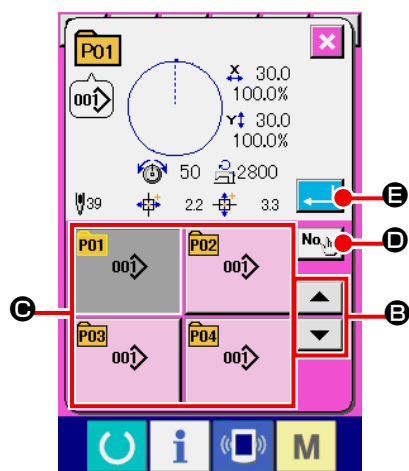 P01
X 30.0
001
100.0%
Y 30.0
100.0%
50 2800
39 2.2 3.3
E
No.
D
P01 P02
001 001
C
B
P03 P04
001 001
i M